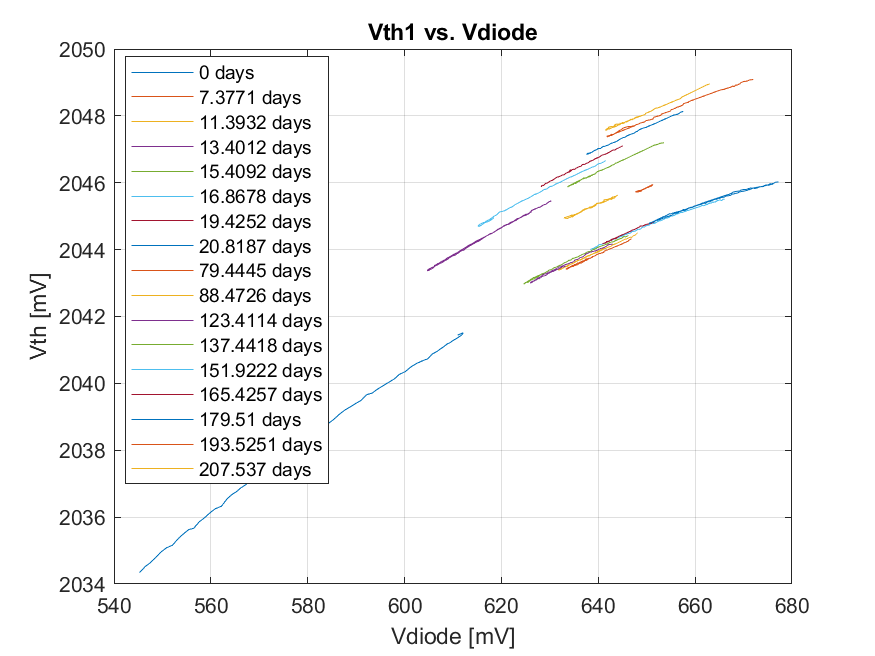 Vth1 vs. Vdiode
2050
2048
2046
2044
2042
2040
2038
2036
2034
Vth [mV]
0 days
7.3771 days
11.3932 days
13.4012 days
15.4092 days
16.8678 days
19.4252 days
20.8187 days
79.4445 days
88.4726 days
123.4114 days
137.4418 days
151.9222 days
165.4257 days
179.51 days
193.5251 days
207.537 days
540 560 580 600 620 640 660 680
Vdiode [mV]